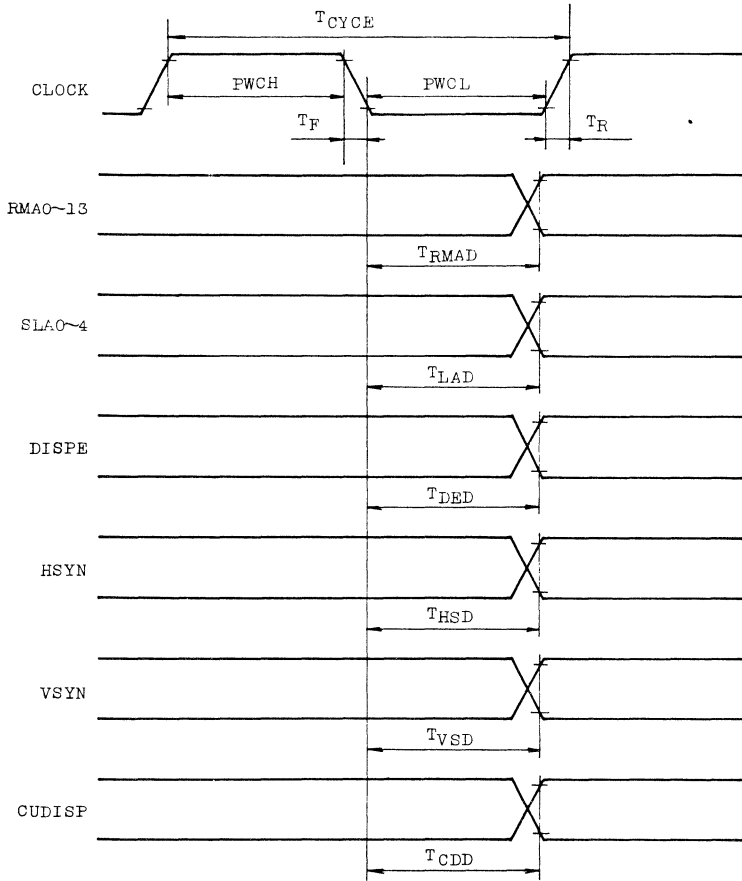 TCYCE
CLOCK
PWCH
PWCL
TF
TR
RMA0~13
TRMAD
SLA0~4
TLAD
DISPE
TDED
HSYN
THSD
VSYN
TVSD
CUDISP
TCDD